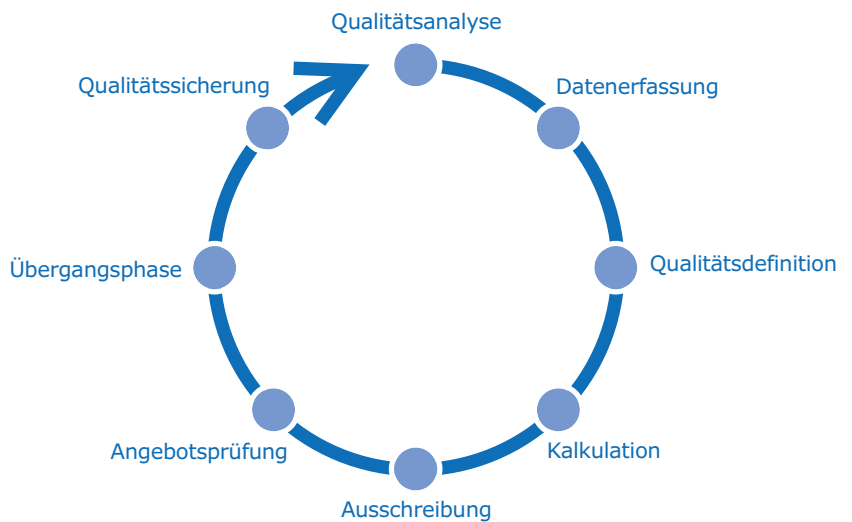 Qualitätsanalyse
Datenerfassung
Qualitätsdefinition
Kalkulation
Ausschreibung
Angebotsprüfung
Übergangsphase
Qualitätssicherung